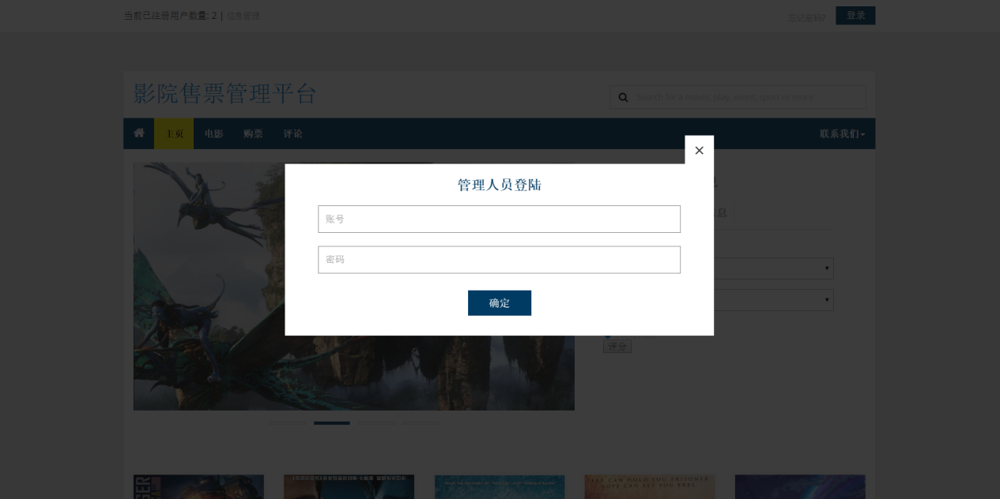 当前已注册用户数量: 2 | 信息管理
忘记密码?
登录
影院售票管理平台
Search for a movie, play, event, sport or more
主页 电影 购票 评论 联系我们
×
管理人员登陆
息
账号
密码
确定
评分
TAKE CAN HOLD YOU PRISONER
HOPE CAN SET YOU FREE.